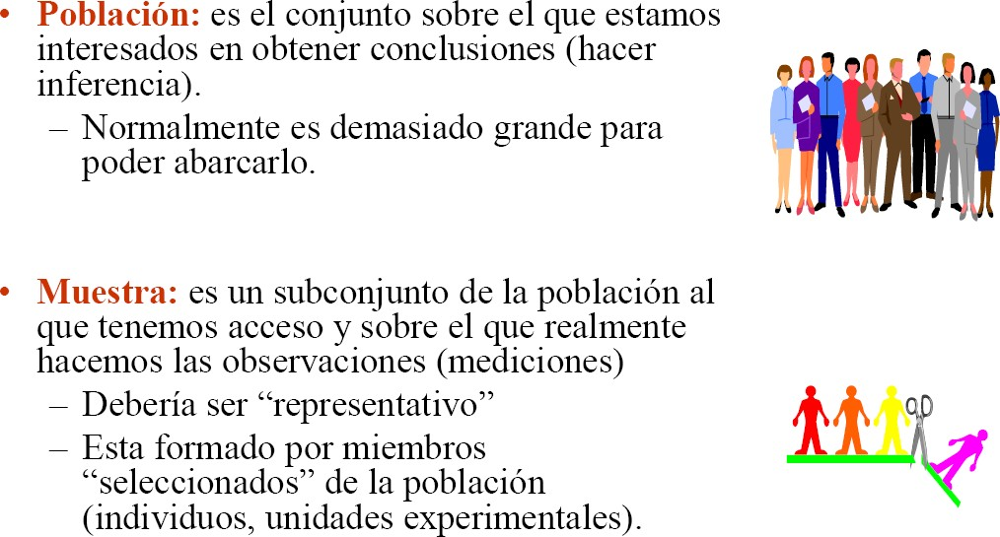 • Población: es el conjunto sobre el que estamos
interesados en obtener conclusiones (hacer
inferencia).
– Normalmente es demasiado grande para
poder abarcarlo.
• Muestra: es un subconjunto de la población al
que tenemos acceso y sobre el que realmente
hacemos las observaciones (mediciones)
– Debería ser “representativo”
– Esta formado por miembros
“seleccionados” de la población
(individuos, unidades experimentales).